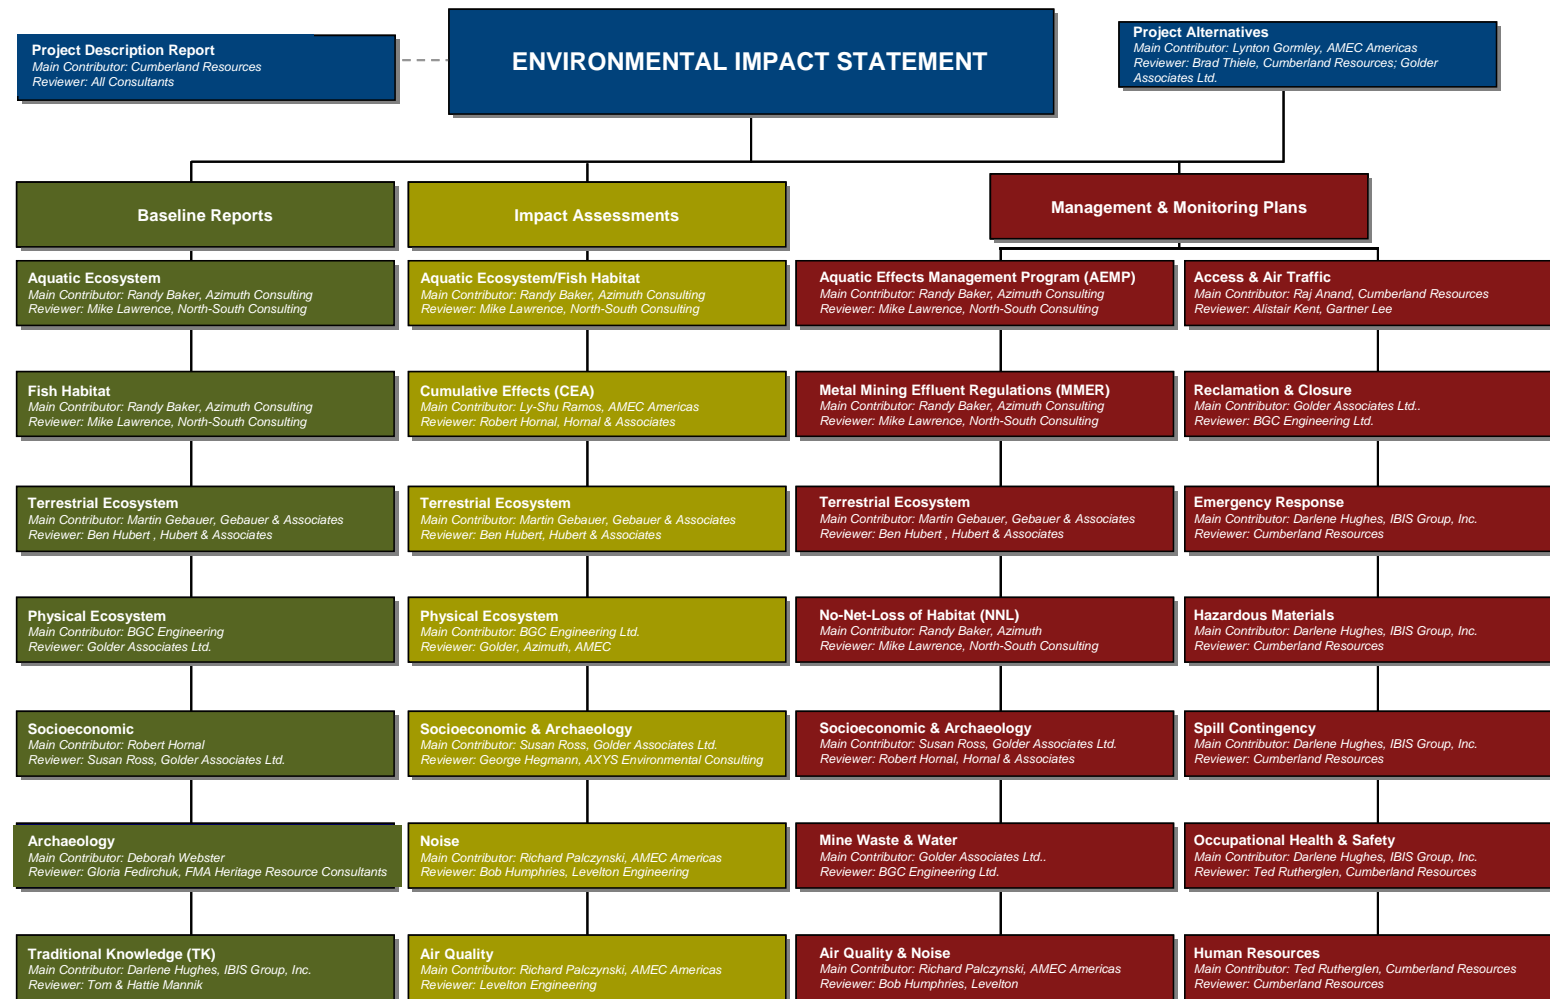 Project Description Report
Main Contributor: Cumberland Resources
Reviewer: All Consultants
ENVIRONMENTAL IMPACT STATEMENT
Project Alternatives
Main Contributor: Lynton Gormley, AMEC Americas
Reviewer: Brad Thiele, Cumberland Resources; Golder
Associates Ltd.
Baseline Reports
Impact Assessments
Management & Monitoring Plans
Aquatic Ecosystem
Main Contributor: Randy Baker, Azimuth Consulting
Reviewer: Mike Lawrence, North-South Consulting
Aquatic Ecosystem/Fish Habitat
Main Contributor: Randy Baker, Azimuth Consulting
Reviewer: Mike Lawrence, North-South Consulting
Aquatic Effects Management Program (AEMP)
Main Contributor: Randy Baker, Azimuth Consulting
Reviewer: Mike Lawrence, North-South Consulting
Access & Air Traffic
Main Contributor: Raj Anand, Cumberland Resources
Reviewer: Alistair Kent, Gartner Lee
Fish Habitat
Main Contributor: Randy Baker, Azimuth Consulting
Reviewer: Mike Lawrence, North-South Consulting
Cumulative Effects (CEA)
Main Contributor: Ly-Shu Ramos, AMEC Americas
Reviewer: Robert Hornal, Hornal & Associates
Metal Mining Effluent Regulations (MMER)
Main Contributor: Randy Baker, Azimuth Consulting
Reviewer: Mike Lawrence, North-South Consulting
Reclamation & Closure
Main Contributor: Golder Associates Ltd..
Reviewer: BGC Engineering Ltd.
Terrestrial Ecosystem
Main Contributor: Martin Gebauer, Gebauer & Associates
Reviewer: Ben Hubert , Hubert & Associates
Terrestrial Ecosystem
Main Contributor: Martin Gebauer, Gebauer & Associates
Reviewer: Ben Hubert, Hubert & Associates
Terrestrial Ecosystem
Main Contributor: Martin Gebauer, Gebauer & Associates
Reviewer: Ben Hubert , Hubert & Associates
Emergency Response
Main Contributor: Darlene Hughes, IBIS Group, Inc.
Reviewer: Cumberland Resources
Physical Ecosystem
Main Contributor: BGC Engineering
Reviewer: Golder Associates Ltd.
Physical Ecosystem
Main Contributor: BGC Engineering Ltd.
Reviewer: Golder, Azimuth, AMEC
No-Net-Loss of Habitat (NNL)
Main Contributor: Randy Baker, Azimuth
Reviewer: Mike Lawrence, North-South Consulting
Hazardous Materials
Main Contributor: Darlene Hughes, IBIS Group, Inc.
Reviewer: Cumberland Resources
Socioeconomic
Main Contributor: Robert Hornal
Reviewer: Susan Ross, Golder Associates Ltd.
Socioeconomic & Archaeology
Main Contributor: Susan Ross, Golder Associates Ltd.
Reviewer: George Hegmann, AXYS Environmental Consulting
Socioeconomic & Archaeology
Main Contributor: Susan Ross, Golder Associates Ltd.
Reviewer: Robert Hornal, Hornal & Associates
Spill Contingency
Main Contributor: Darlene Hughes, IBIS Group, Inc.
Reviewer: Cumberland Resources
Archaeology
Main Contributor: Deborah Webster
Reviewer: Gloria Fedirchuk, FMA Heritage Resource Consultants
Noise
Main Contributor: Richard Palczynski, AMEC Americas
Reviewer: Bob Humphries, Levelton Engineering
Mine Waste & Water
Main Contributor: Golder Associates Ltd..
Reviewer: BGC Engineering Ltd.
Occupational Health & Safety
Main Contributor: Darlene Hughes, IBIS Group, Inc.
Reviewer: Ted Rutherglen, Cumberland Resources
Traditional Knowledge (TK)
Main Contributor: Darlene Hughes, IBIS Group, Inc.
Reviewer: Tom & Hattie Mannik
Air Quality
Main Contributor: Richard Palczynski, AMEC Americas
Reviewer: Levelton Engineering
Air Quality & Noise
Main Contributor: Richard Palczynski, AMEC Americas
Reviewer: Bob Humphries, Levelton
Human Resources
Main Contributor: Ted Rutherglen, Cumberland Resources
Reviewer: Cumberland Resources